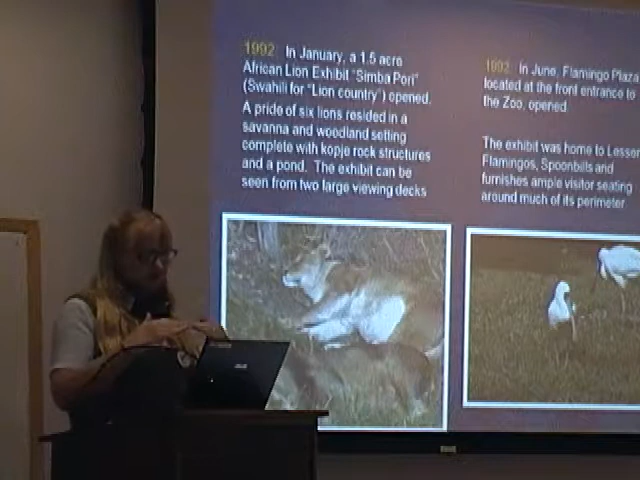 1992 In January, a 1.5 acre
African Lion Exhibit "Simba Pori"
(Swahili for "Lion country") opened.
A pride of six lions resided in a
savanna and woodland setting
complete with kopje rock structures
and a pond. The exhibit can be
seen from two large viewing decks
1992 In June, Flamingo Plaza
located at the front entrance to
the Zoo, opened.
The exhibit was home to Lesser
Flamingos, Spoonbills and
furnishes ample visitor seating
around much of its perimeter